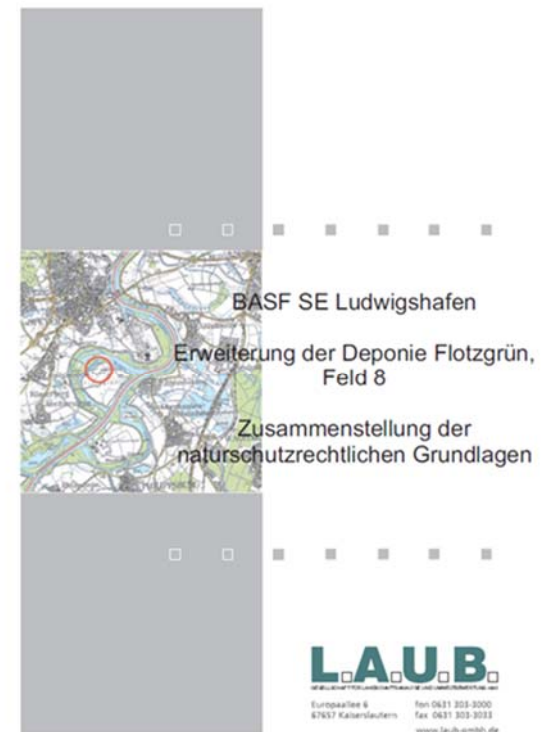 BASF SE Ludwigshafen
Erweiterung der Deponie Flotzgrün,
Feld 8
Zusammenstellung der
naturschutzrechtlichen Grundlagen
L.A.U.B.
Europaallee 6
67657 Kaiserslautern
fon 0631 303-3000
fax 0631 303-3033
www.laub-gmbh.de